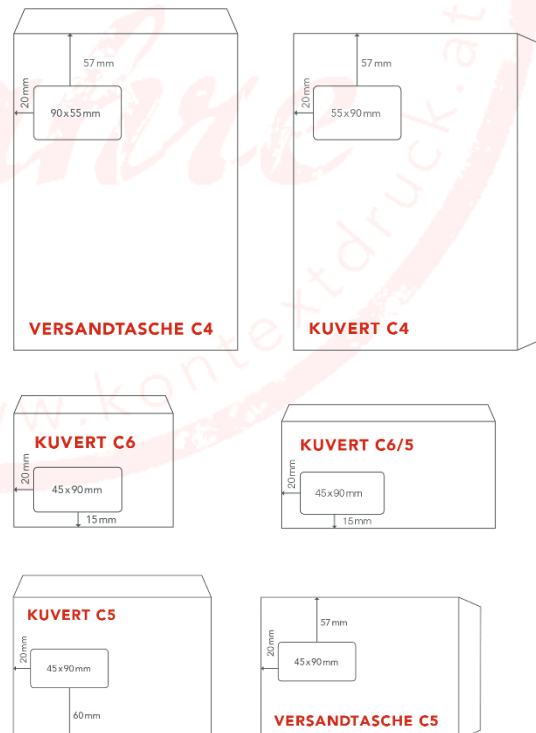 57 mm
20 mm
90 x 55 mm
VERSANDTASCHE C4
57 mm
20 mm
55 x 90 mm
KUVERT C4
KUVERT C6
20 mm
45 x 90 mm
15 mm
KUVERT C6/5
20 mm
45 x 90 mm
15 mm
KUVERT C5
20 mm
45 x 90 mm
60 mm
57 mm
20 mm
45 x 90 mm
VERSANDTASCHE C5
w.kontextdruck.at